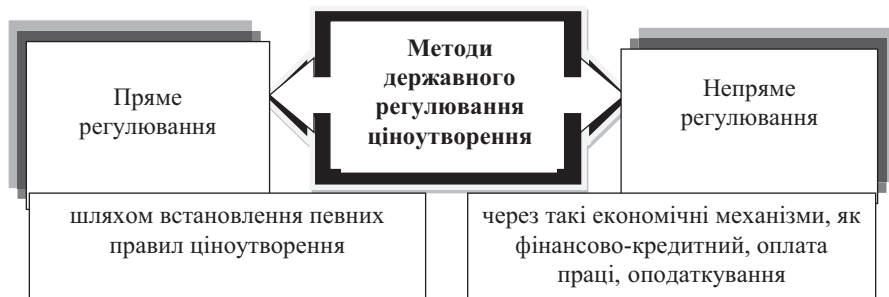 Методи
державного
регулювання
ціноутворення
Пряме
регулювання
Непряме
регулювання
шляхом встановлення певних
правил ціноутворення
через такі економічні механізми, як
фінансово-кредитний, оплата
праці, оподаткування